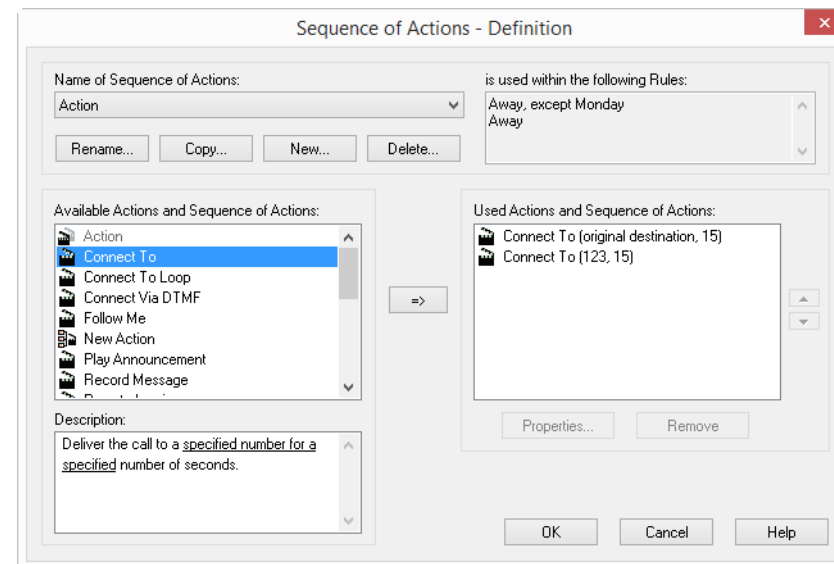 Sequence of Actions - Definition
Name of Sequence of Actions:
Action
Rename...
Copy...
New...
Delete...
is used within the following Rules:
Away, except Monday
Away
Available Actions and Sequence of Actions:
Action
Connect To
Connect To Loop
Connect Via DTMF
Follow Me
New Action
Play Announcement
Record Message
=>
Used Actions and Sequence of Actions:
Connect To (original destination, 15)
Connect To (123, 15)
Properties...
Remove
Description:
Deliver the call to a specified number for a
specified number of seconds.
OK
Cancel
Help